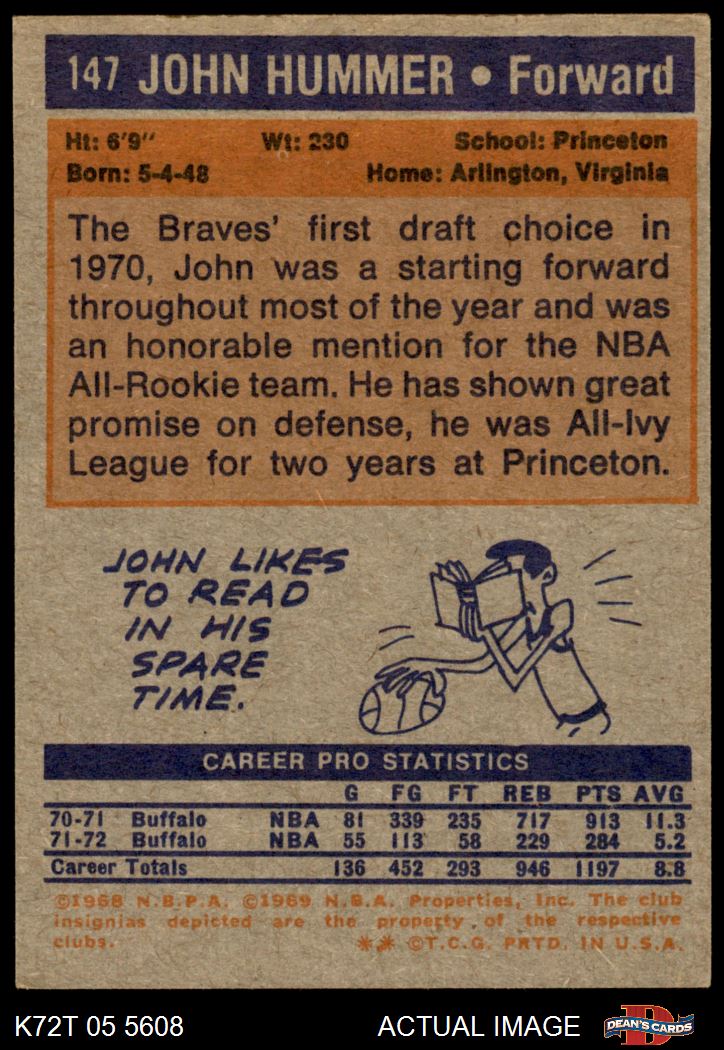 147 JOHN HUMMER • Forward
Ht: 6'9" Wt: 230 School: Princeton
Born: 5-4-48 Home: Arlington, Virginia
The Braves' first draft choice in
1970, John was a starting forward
throughout most of the year and was
an honorable mention for the NBA
All-Rookie team. He has shown great
promise on defense, he was All-Ivy
League for two years at Princeton.
JOHN LIKES
TO READ
IN HIS
SPARE
TIME.
CAREER PRO STATISTICS
G FG FT REB PTS AVG
70-71 Buffalo NBA 81 339 235 717 913 11.3
71-72 Buffalo NBA 55 113 58 229 284 5.2
Career Totals 136 452 293 946 1197 8.8
©1968 N.B.P.A. ©1969 N.B.A. Properties, Inc. The club
insignias depicted are the property of the respective
clubs. ** ©T.C.G. PRTD. IN U.S.A.
K72T 05 5608 ACTUAL IMAGE DEAN'S CARDS